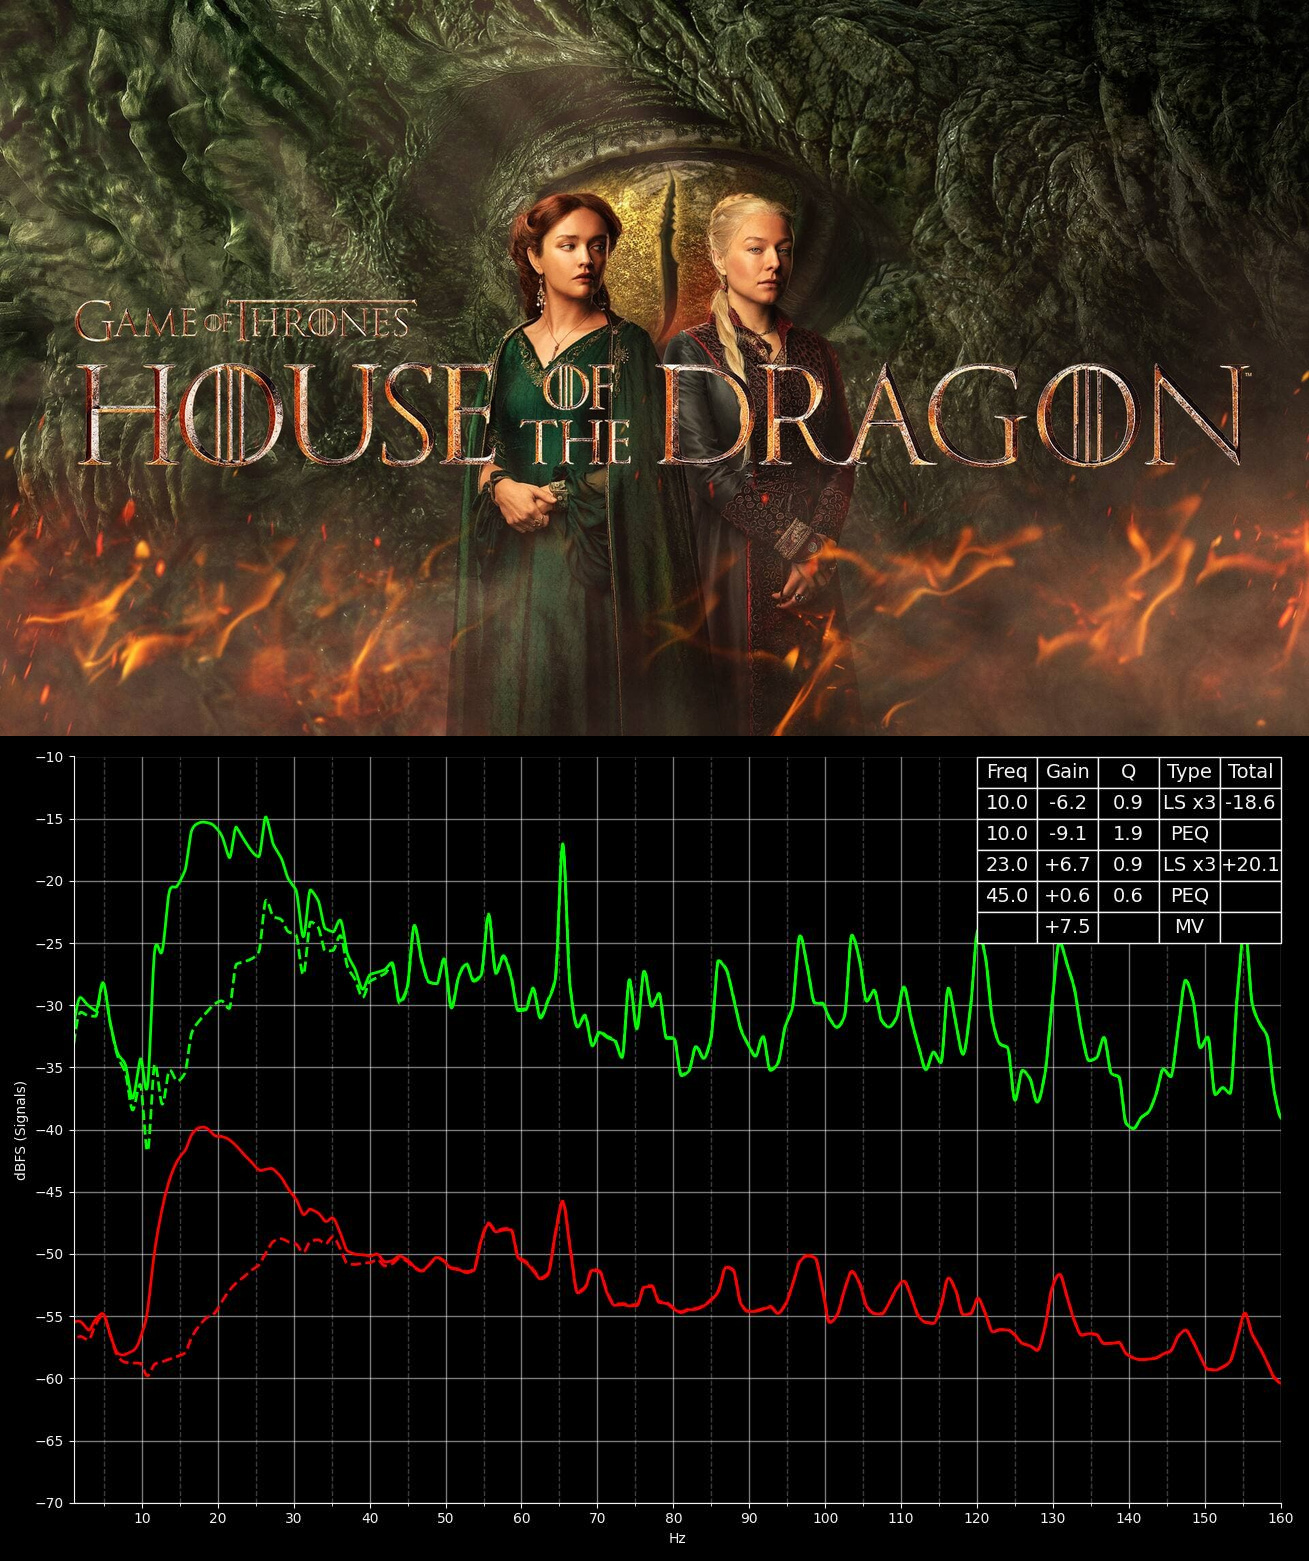 GAME OF THRONES
HOUSE OF THE DRAGON™
Freq Gain Q Type Total
10.0 -6.2 0.9 LS x3 -18.6
10.0 -9.1 1.9 PEQ
23.0 +6.7 0.9 LS x3 +20.1
45.0 +0.6 0.6 PEQ
+7.5 MV
dBFS (Signals)
−10
−15
−20
−25
−30
−35
−40
−45
−50
−55
−60
−65
−70
10 20 30 40 50 60 70 80 90 100 110 120 130 140 150 160
Hz